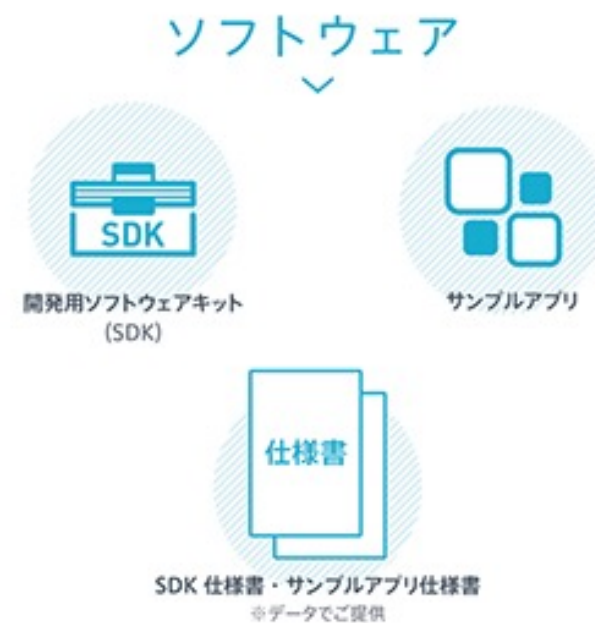 ソフトウェア
SDK
開発用ソフトウェアキット
(SDK)
サンプルアプリ
仕様書
SDK 仕様書・サンプルアプリ仕様書
※データでご提供